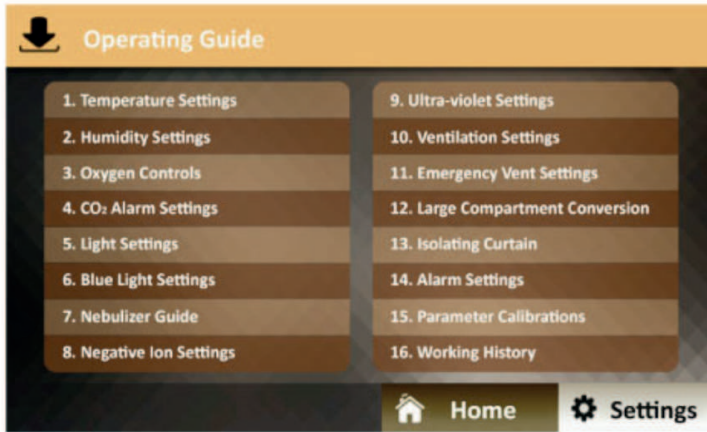 Operating Guide
1. Temperature Settings
2. Humidity Settings
3. Oxygen Controls
4. CO₂ Alarm Settings
5. Light Settings
6. Blue Light Settings
7. Nebulizer Guide
8. Negative Ion Settings
9. Ultra-violet Settings
10. Ventilation Settings
11. Emergency Vent Settings
12. Large Compartment Conversion
13. Isolating Curtain
14. Alarm Settings
15. Parameter Calibrations
16. Working History
Home
Settings